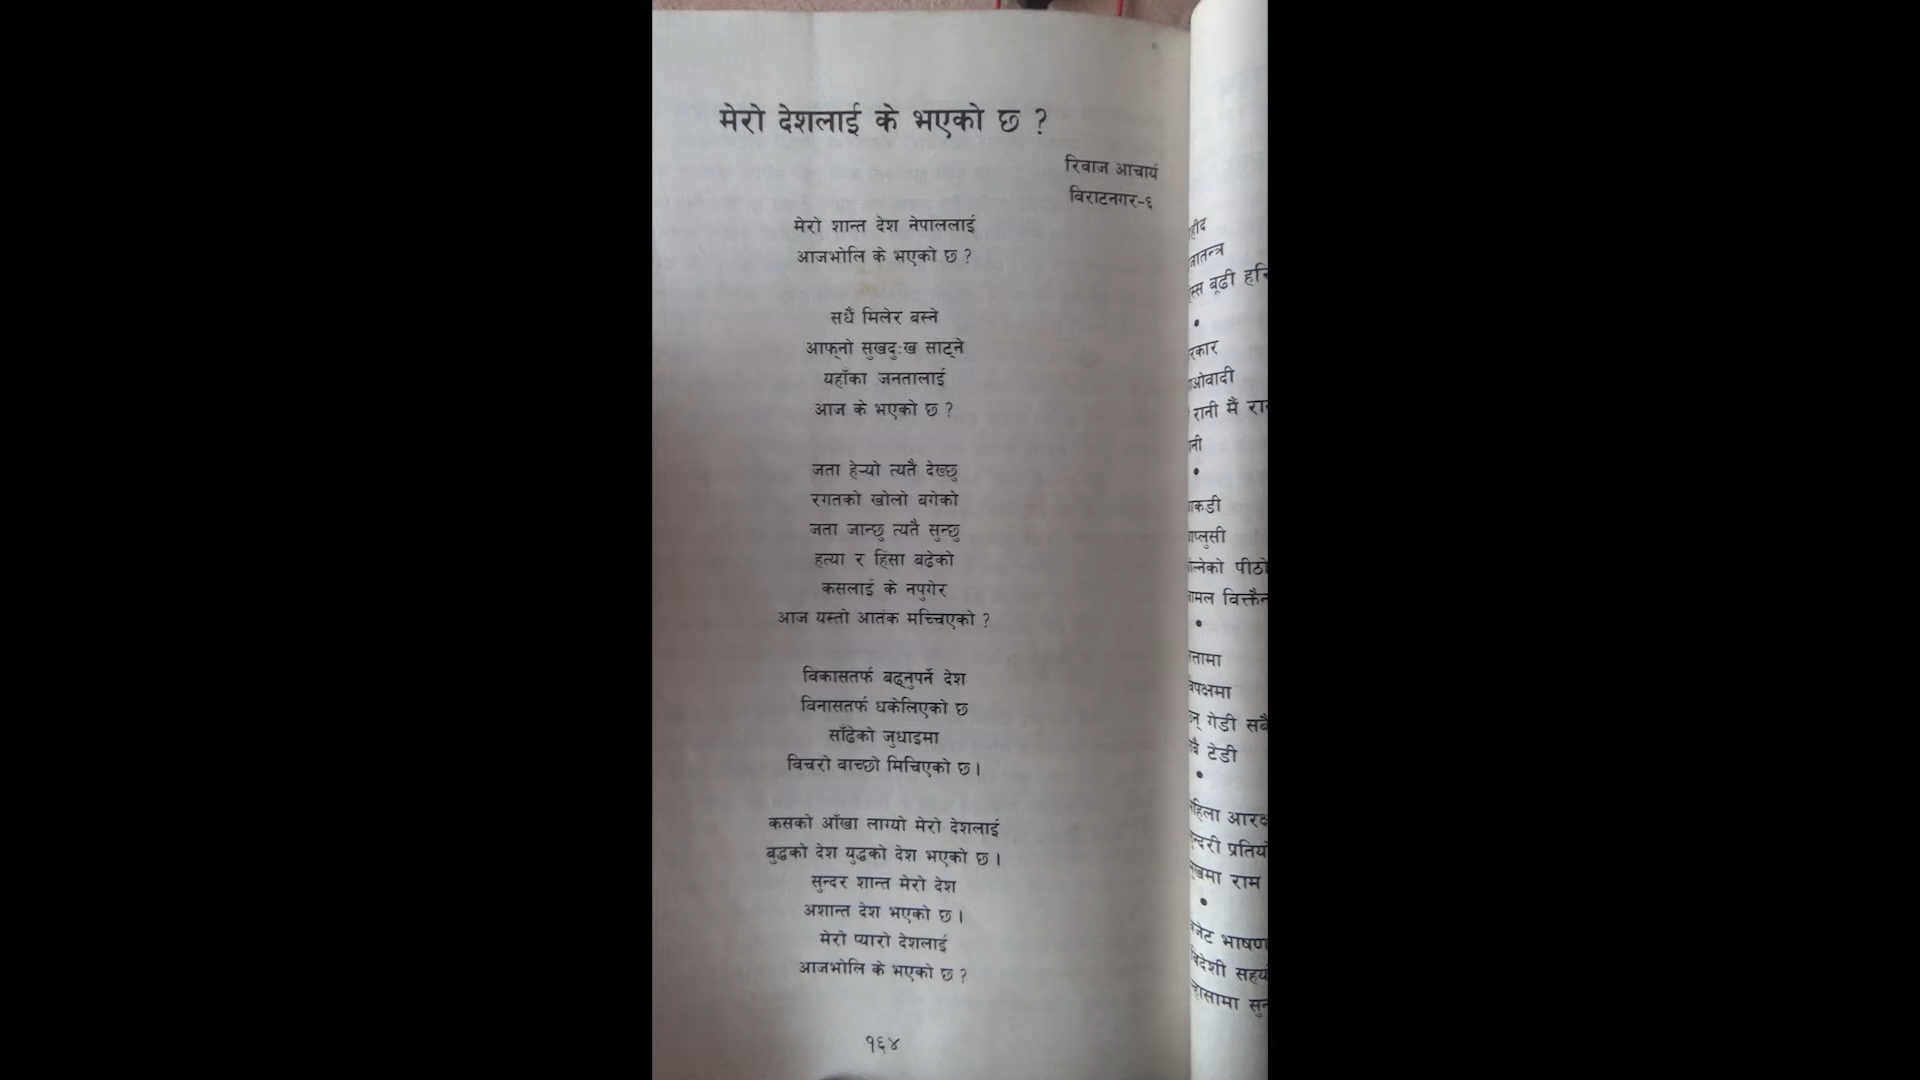 मेरो देशलाई के भएको छ ?
रिवाज आचार्य
विराटनगर-६
मेरो शान्त देश नेपाललाई
आजभोलि के भएको छ ?
सधैं मिलेर बस्ने
आफ्‌नो सुखदुःख साट्‌ने
यहाँका जनतालाई
आज के भएको छ ?
जता हेऱ्यो त्यतै देख्छु
रगतको खोलो बगेको
जता जान्छु त्यतै सुन्छु
हत्या र हिंसा बढेको
कसलाई के नपुगेर
आज यस्तो आतंक मच्चिएको ?
विकासतर्फ बढ्नुपर्ने देश
विनासतर्फ धकेलिएको छ
साँढेको जुधाइमा
विचरो वाच्छो मिचिएको छ।
कसको आँखा लाग्यो मेरो देशलाई
बुद्धको देश युद्धको देश भएको छ।
सुन्दर शान्त मेरो देश
अशान्त देश भएको छ।
मेरो प्यारो देशलाई
आजभोलि के भएको छ ?
१६४
बूढी
रानी मैं
पीठो
गेडी
टेडी
राम
भाषण